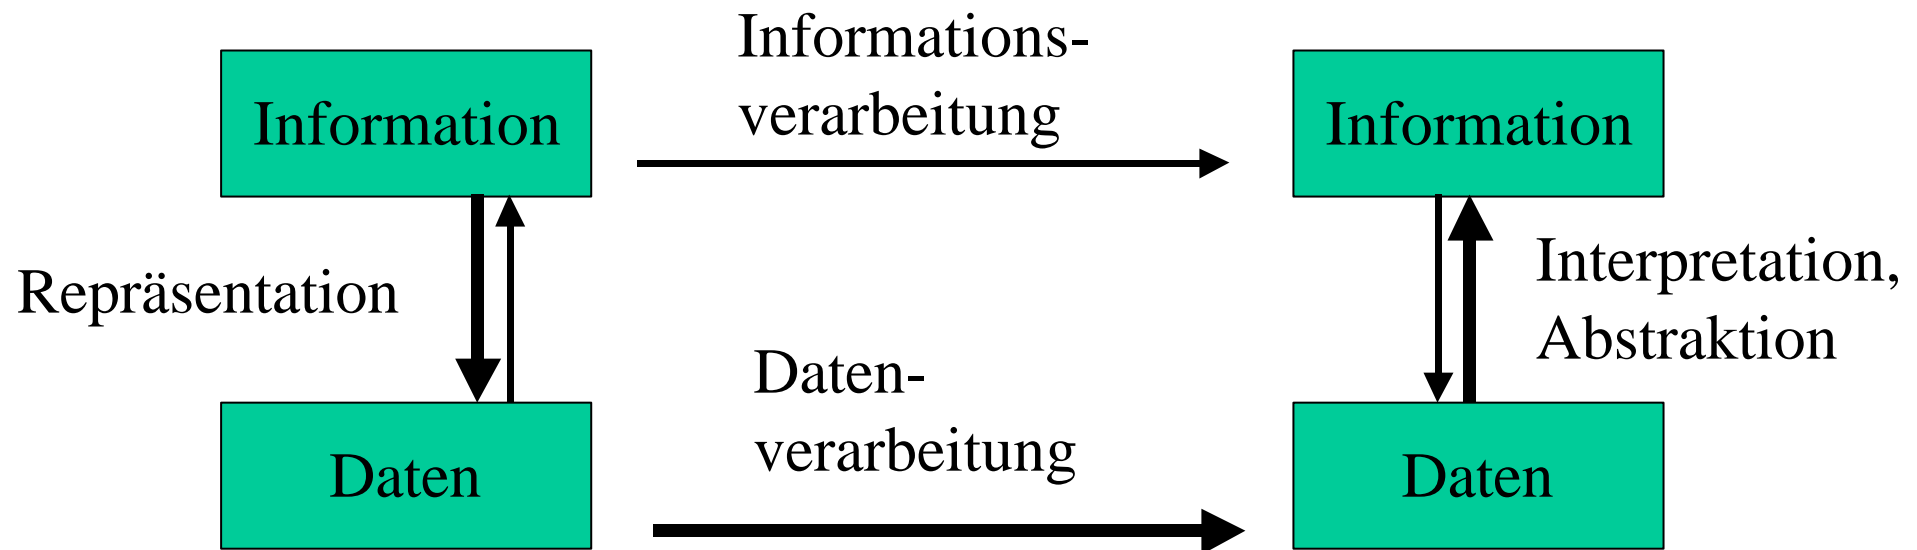 Information
Informations-
verarbeitung
Information
Repräsentation
Interpretation,
Abstraktion
Daten-
verarbeitung
Daten
Daten